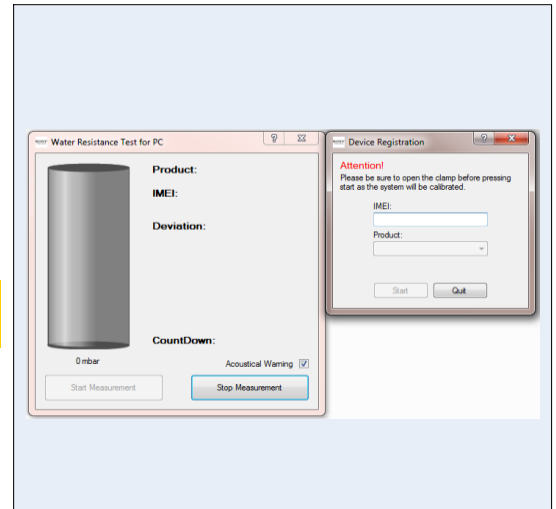 Water Resistance Test for PC
Product:
IMEI:
Deviation:
CountDown:
0 mbar
Acoustical Warning
Start Measurement
Stop Measurement
Device Registration
Attention!
Please be sure to open the clamp before pressing
start as the system will be calibrated.
IMEI:
Product:
Start
Quit